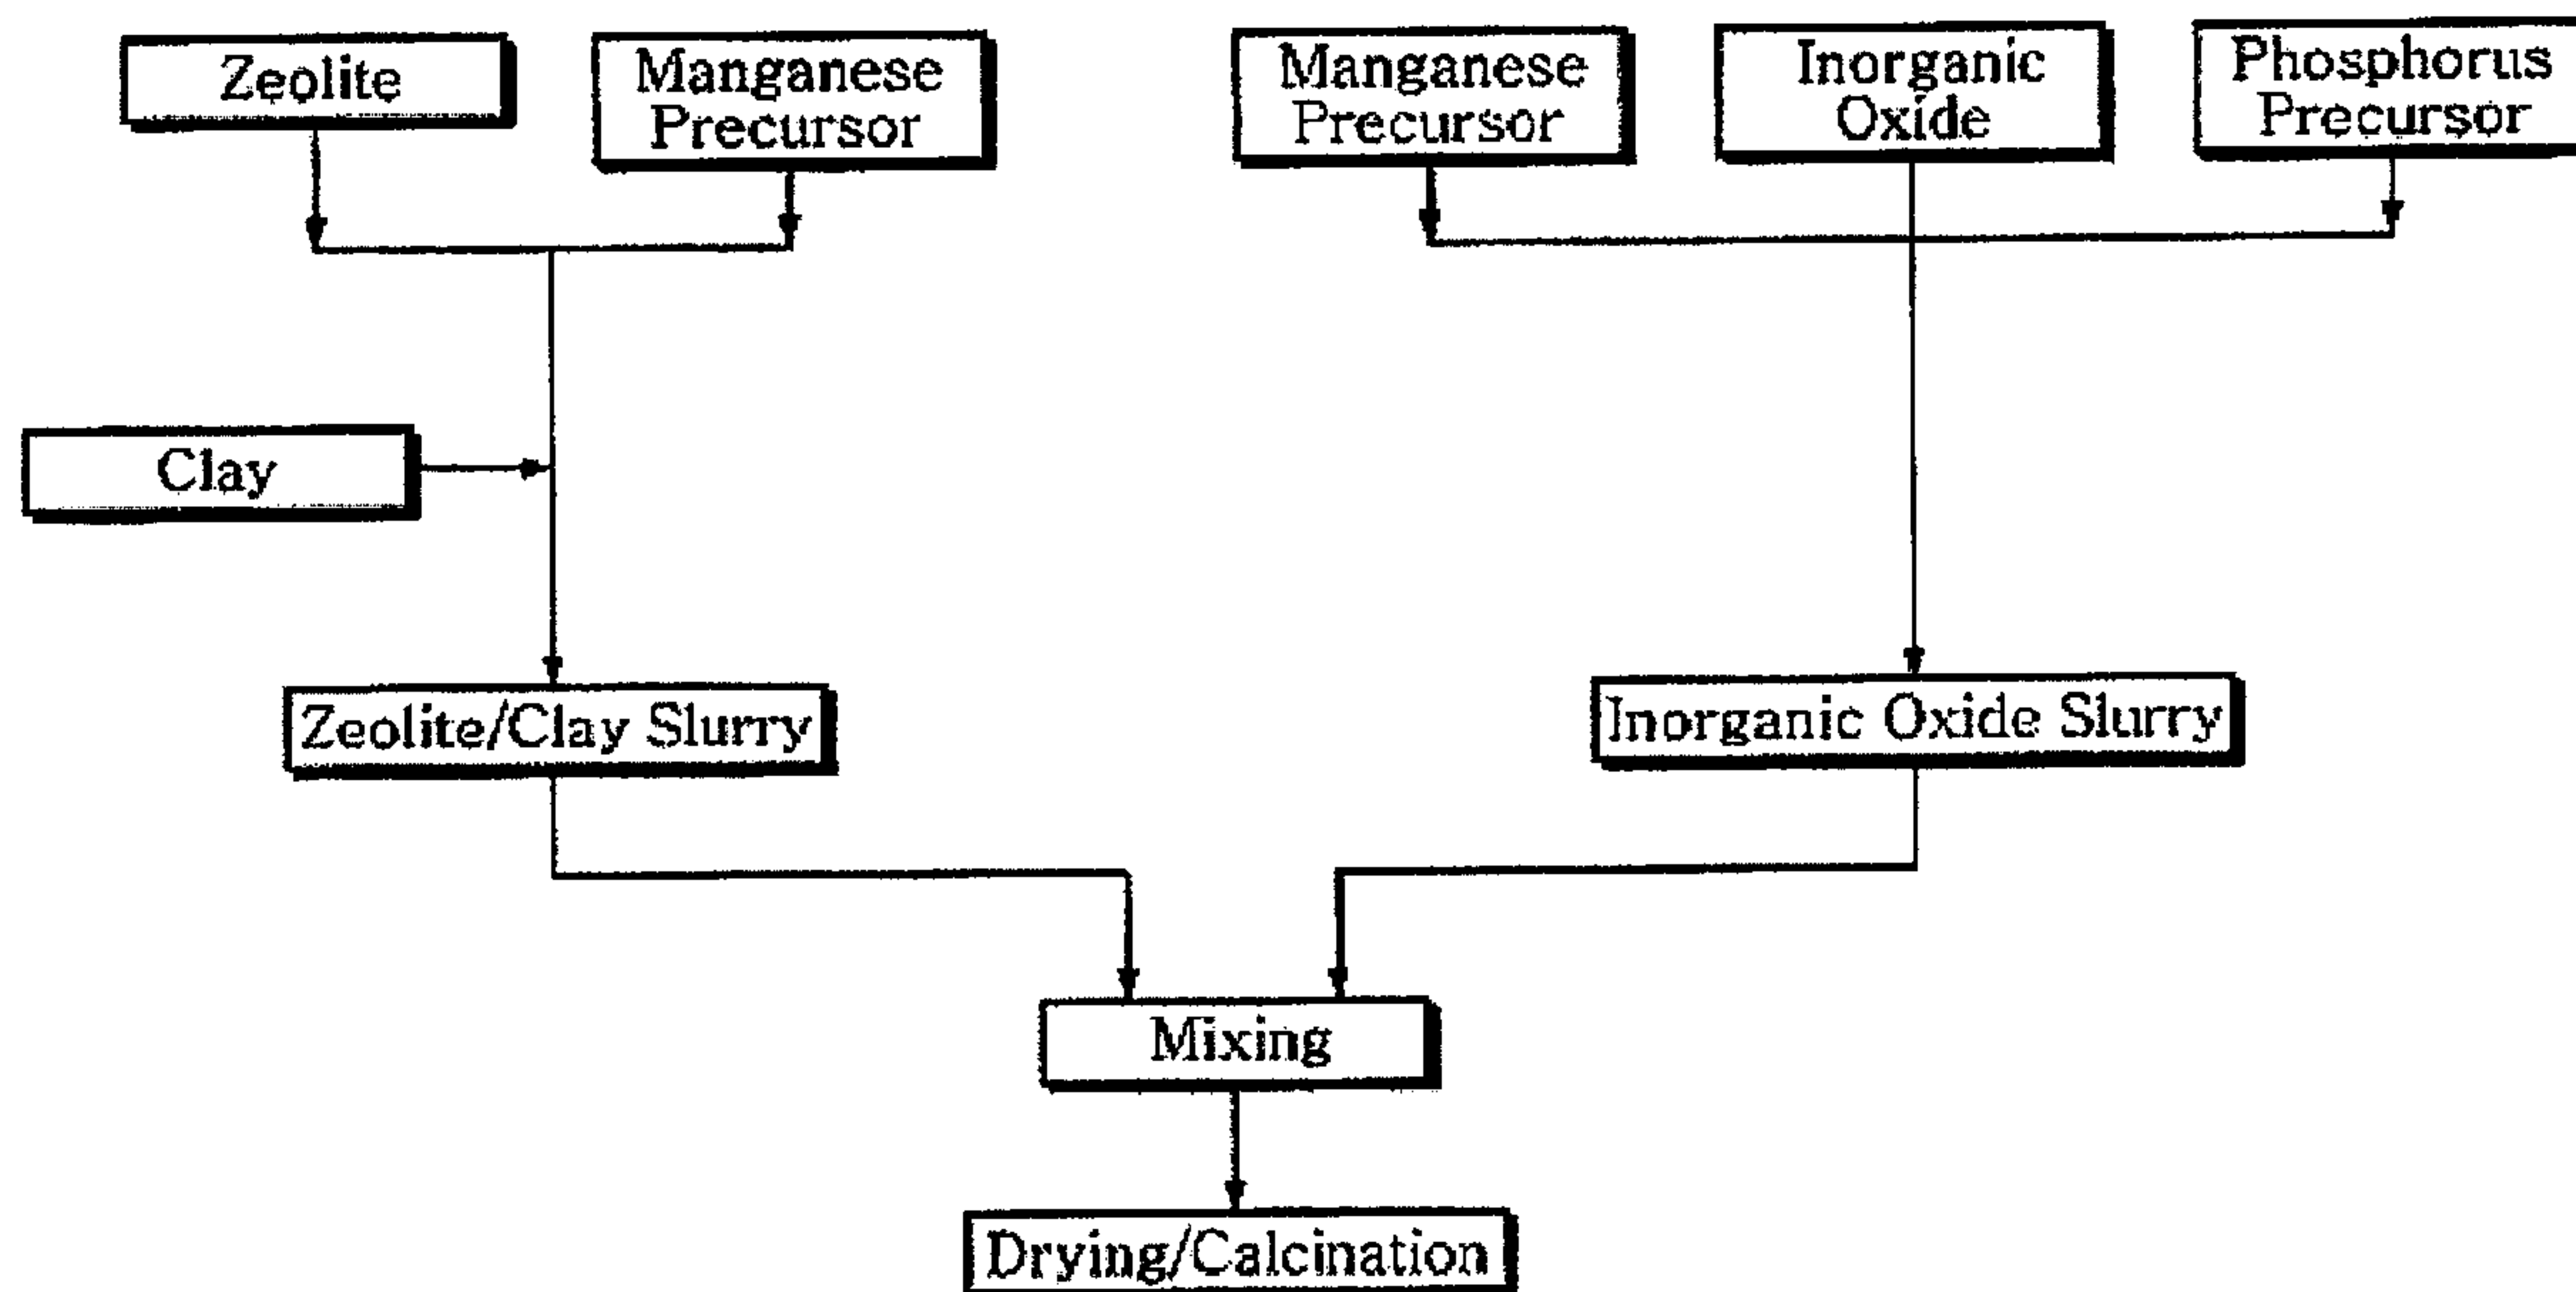 Zeolite
Manganese
Precursor
Manganese
Precursor
Inorganic
Oxide
Phosphorus
Precursor
Clay
Zeolite/Clay Slurry
Inorganic Oxide Slurry
Mixing
Drying/Calcination